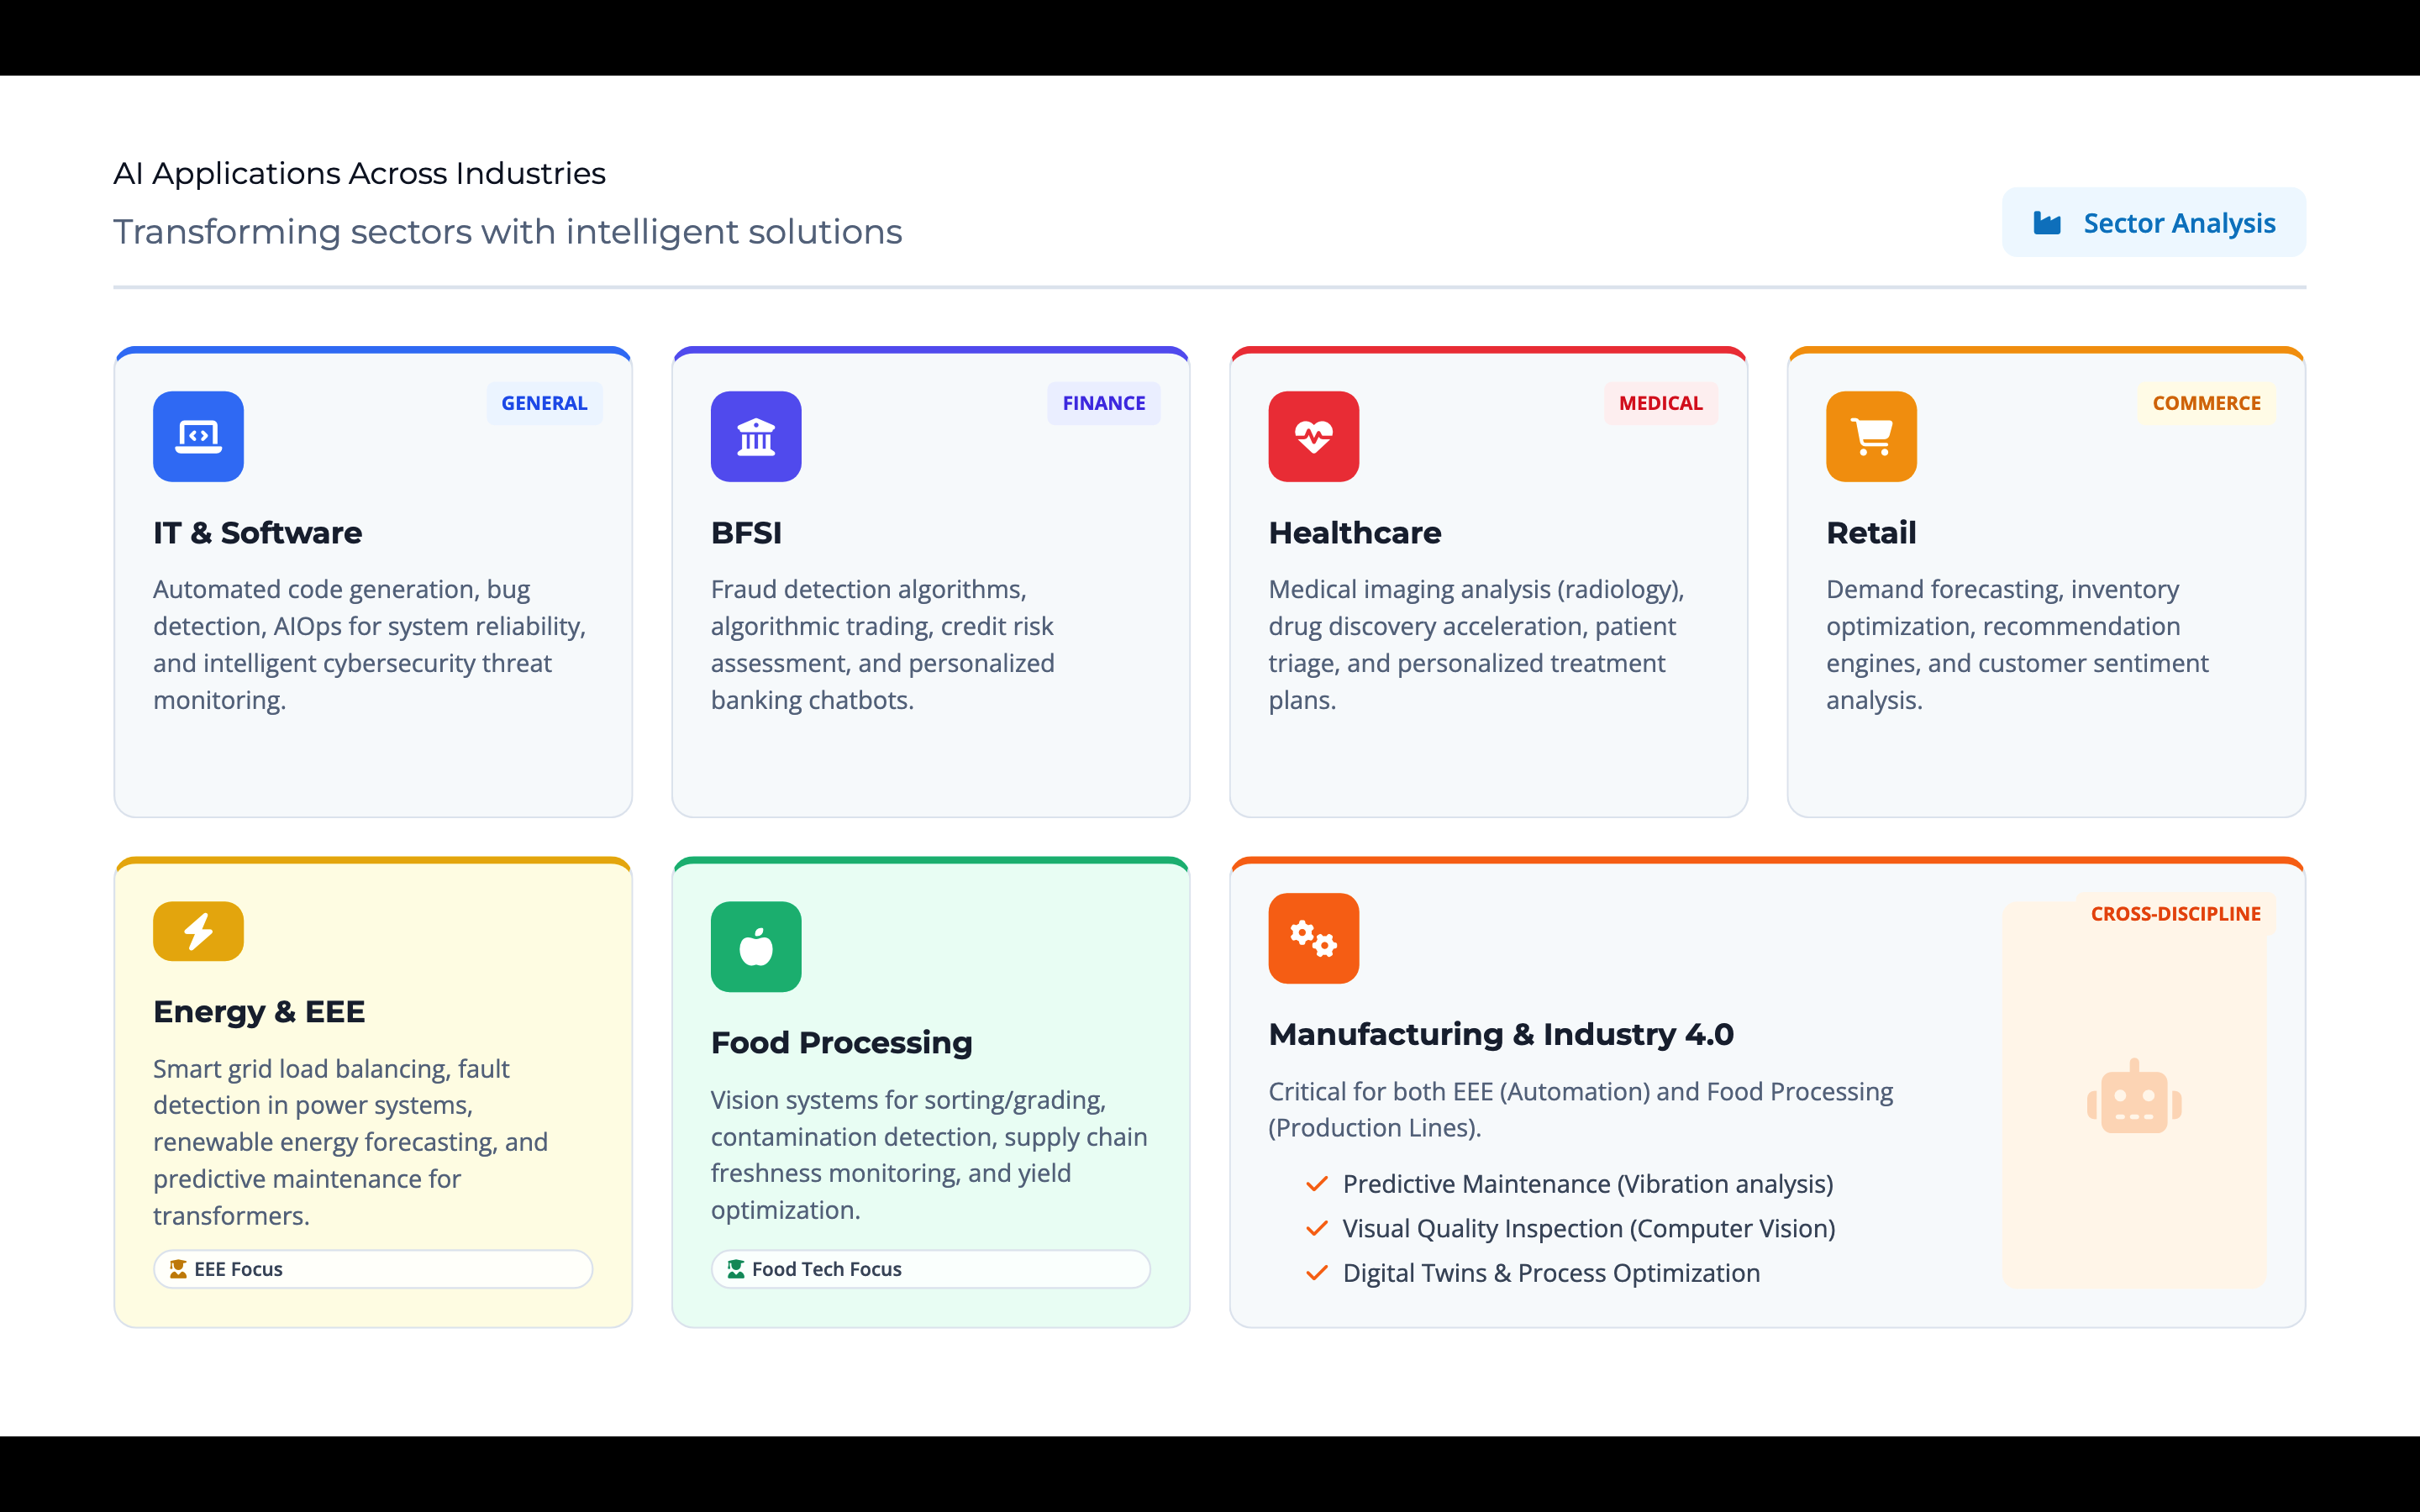 AI Applications Across Industries
Transforming sectors with intelligent solutions
Sector Analysis
GENERAL
IT & Software
Automated code generation, bug
detection, AIOps for system reliability,
and intelligent cybersecurity threat
monitoring.
FINANCE
BFSI
Fraud detection algorithms,
algorithmic trading, credit risk
assessment, and personalized
banking chatbots.
MEDICAL
Healthcare
Medical imaging analysis (radiology),
drug discovery acceleration, patient
triage, and personalized treatment
plans.
COMMERCE
Retail
Demand forecasting, inventory
optimization, recommendation
engines, and customer sentiment
analysis.
Energy & EEE
Smart grid load balancing, fault
detection in power systems,
renewable energy forecasting, and
predictive maintenance for
transformers.
EEE Focus
Food Processing
Vision systems for sorting/grading,
contamination detection, supply chain
freshness monitoring, and yield
optimization.
Food Tech Focus
CROSS-DISCIPLINE
Manufacturing & Industry 4.0
Critical for both EEE (Automation) and Food Processing
(Production Lines).
Predictive Maintenance (Vibration analysis)
Visual Quality Inspection (Computer Vision)
Digital Twins & Process Optimization